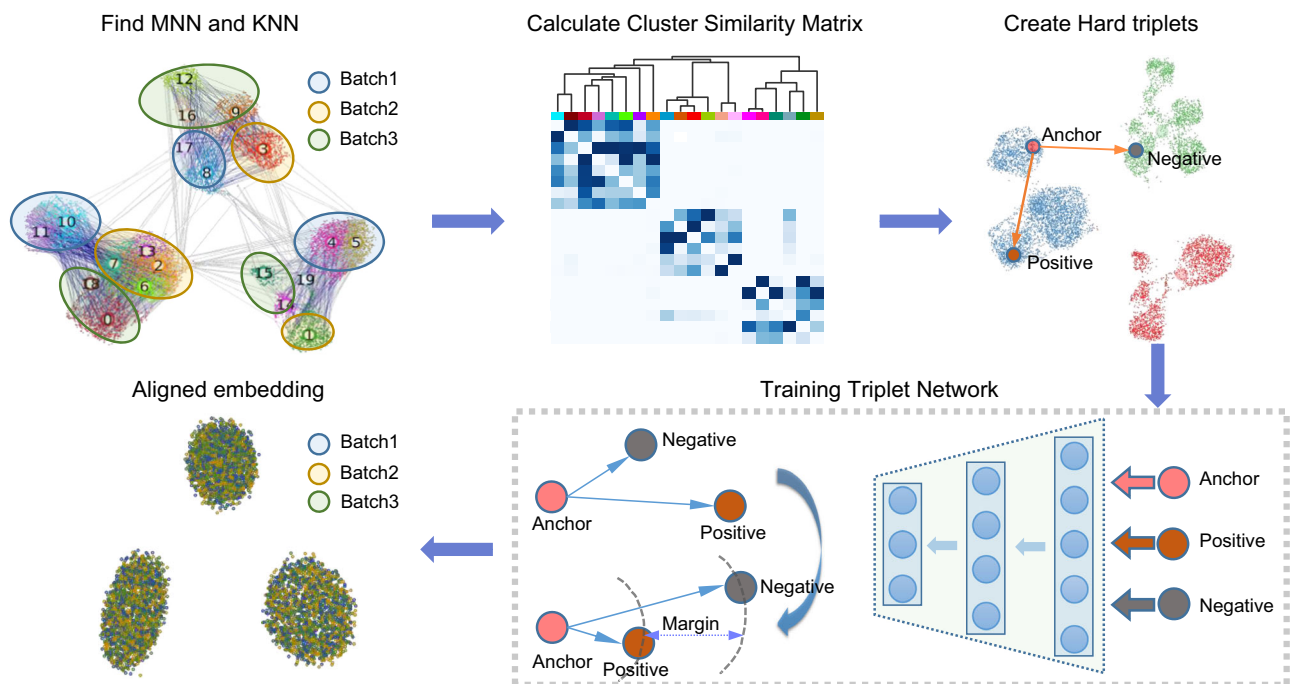 Find MNN and KNN
Calculate Cluster Similarity Matrix
Create Hard triplets
12
16
9
17
3
8
Batch1
Batch2
Batch3
10
11
13
7
2
6
18
0
4
5
15
19
14
1
Anchor
Negative
Positive
Aligned embedding
Training Triplet Network
Batch1
Batch2
Batch3
Negative
Anchor
Positive
Negative
Margin
Anchor
Positive
Anchor
Positive
Negative